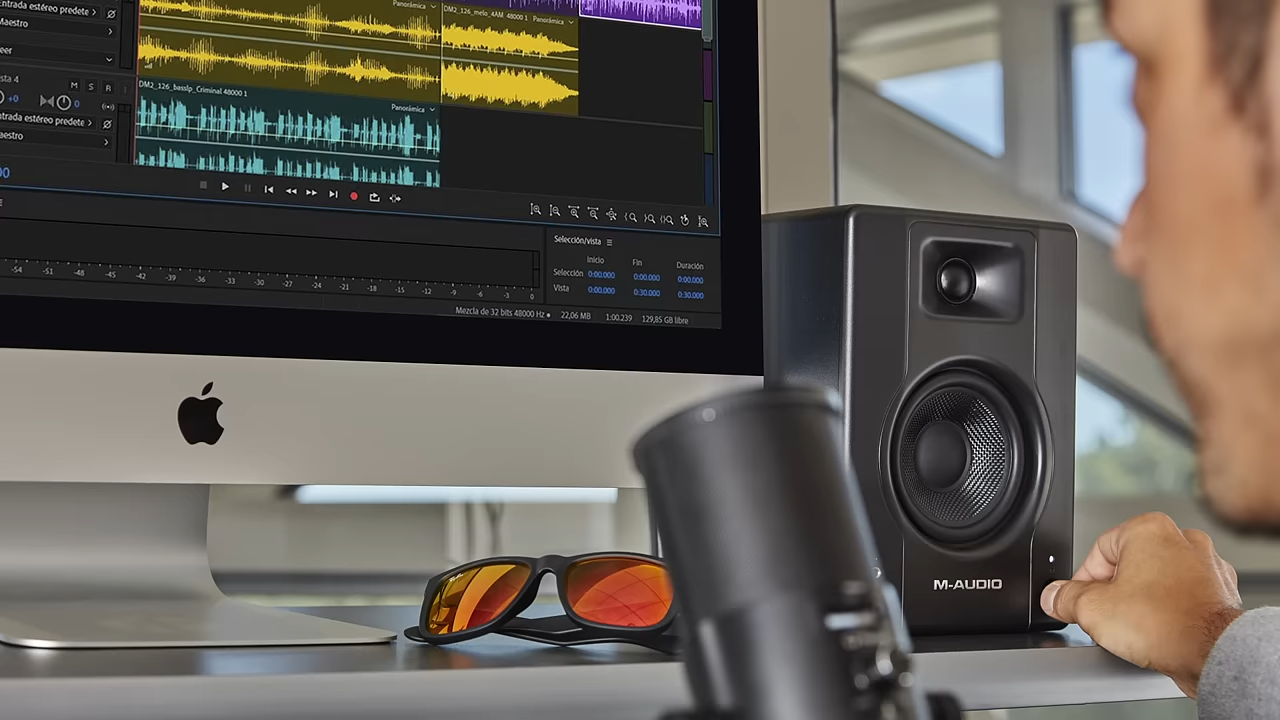 Entrada estéreo predete
Maestro
Panorámica
DM2_126_melo_4AM 48000 1
Panorámica
M S R
+0
0
Entrada estéreo predete
DM2_126_basslp_Criminal 48000 1
Panorámica
-54 -51 -48 -45 -42 -39 -36 -33 -30 -27 -24 -21 -18 -15 -12 -9 -6 -3 0
Selección/vista
Inicio Fin Duración
Selección 0:00.000 0:00.000 0:00.000
Vista 0:00.000 0:30.000 0:30.000
Mezcla de 32 bits 48000 Hz 22,06 MB 1:00.239 129,85 GB libre
M-AUDIO